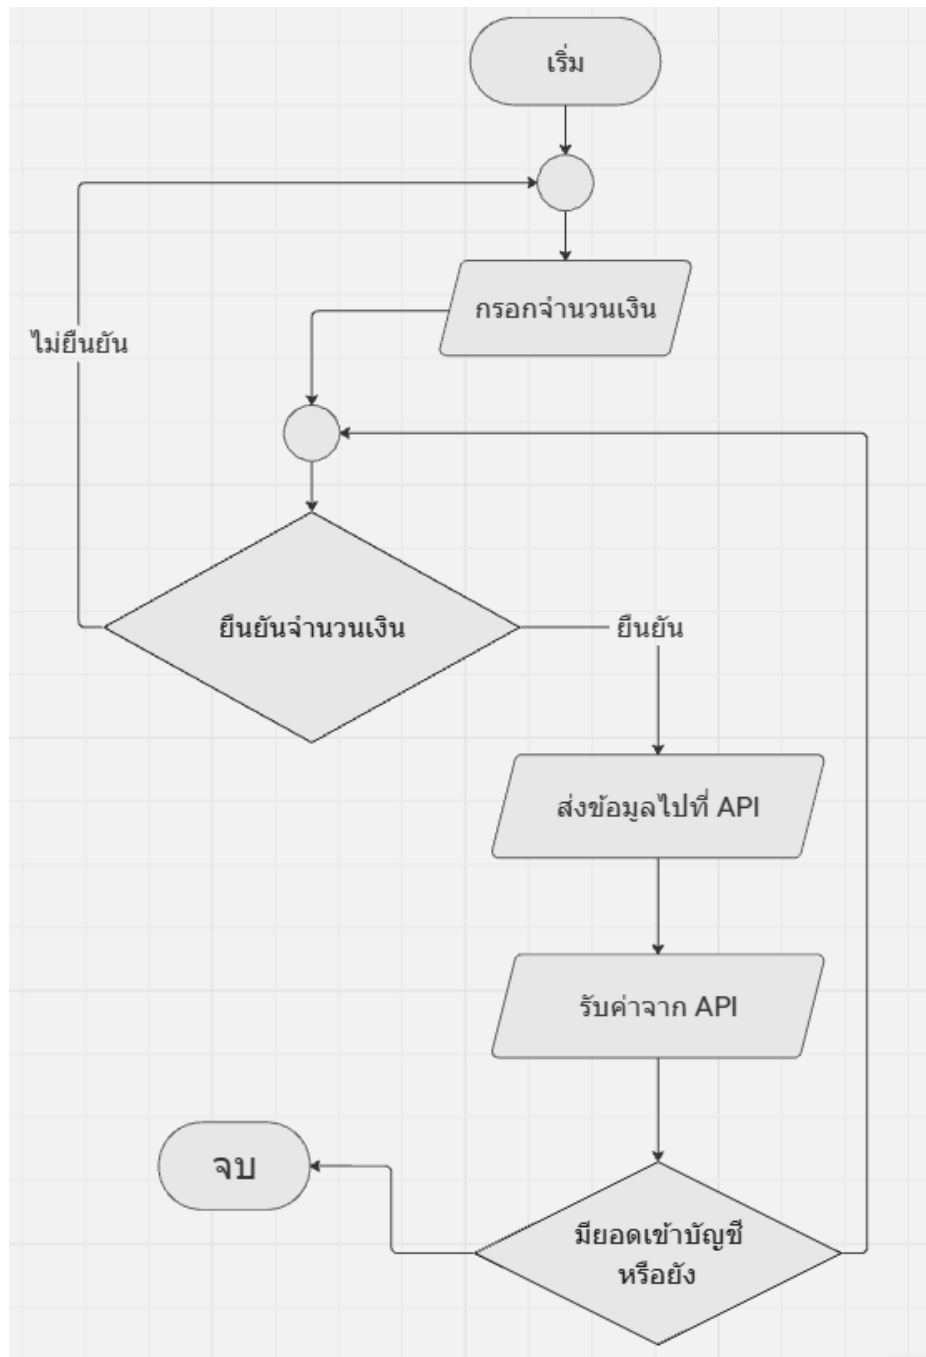 เริ่ม
กรอกจำนวนเงิน
ไม่ยืนยัน
ยืนยันจำนวนเงิน
ยืนยัน
ส่งข้อมูลไปที่ API
รับค่าจาก API
จบ
มียอดเข้าบัญชี
หรือยัง